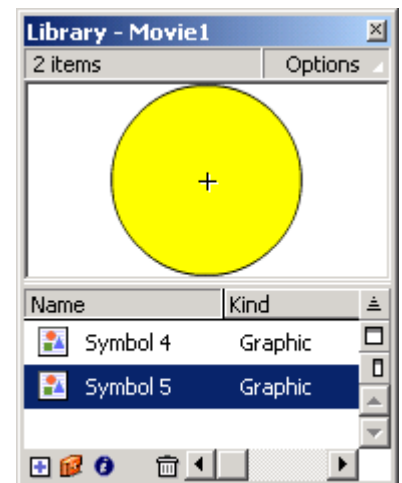 Library - Movie1
2 items Options
Name Kind
Symbol 4 Graphic
Symbol 5 Graphic